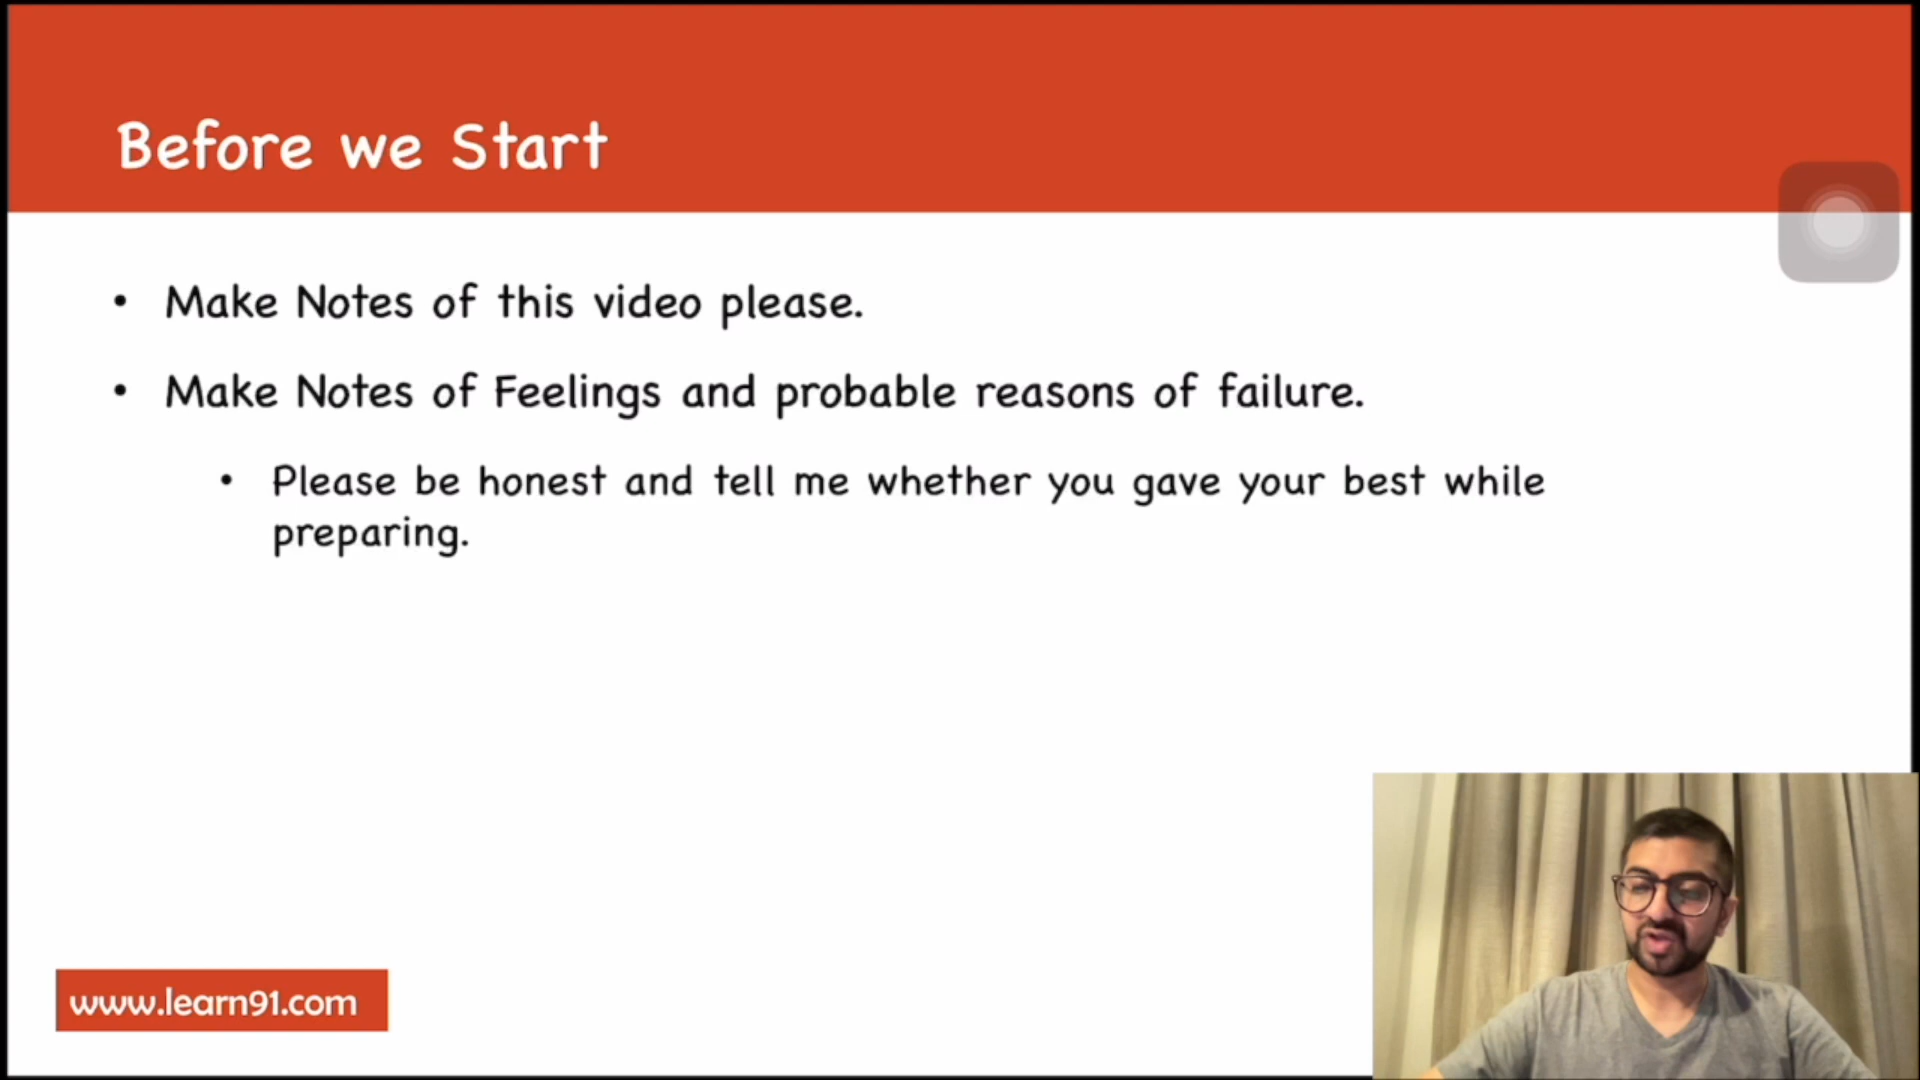 Before we Start
• Make Notes of this video please.
• Make Notes of Feelings and probable reasons of failure.
• Please be honest and tell me whether you gave your best while
preparing.
www.learn91.com